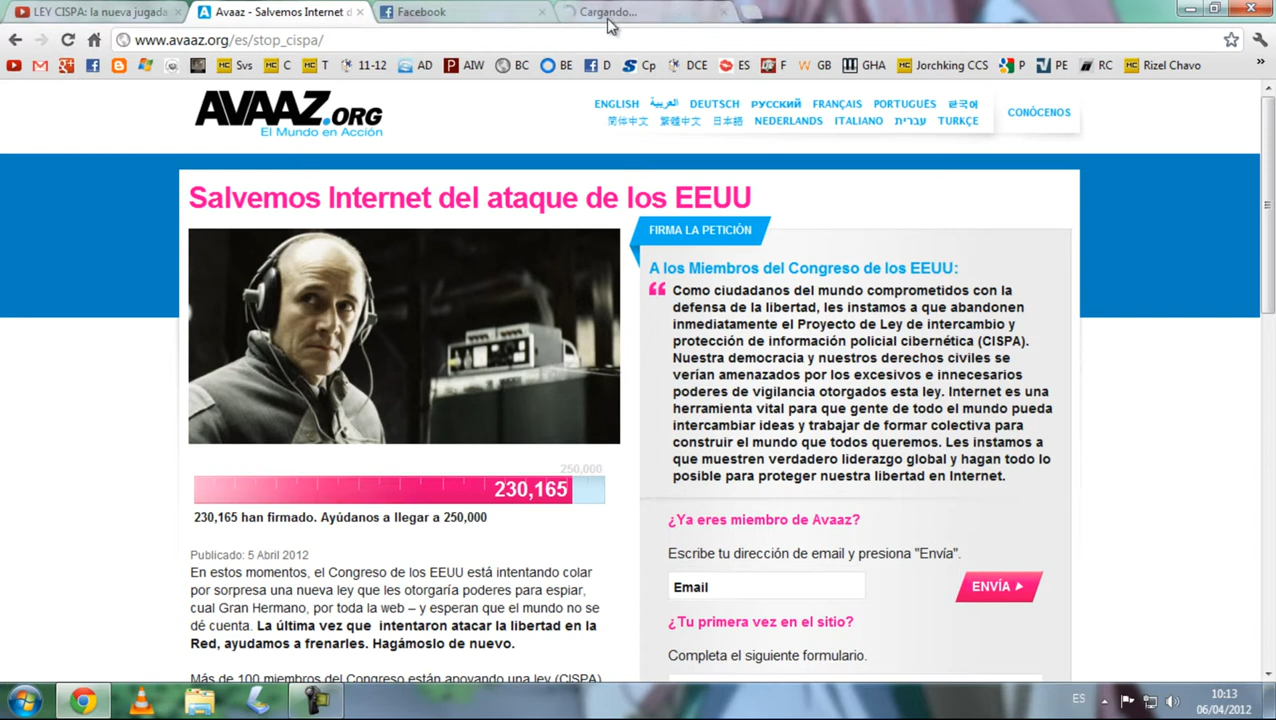 LEY CISPA: la nueva jugada
Avaaz - Salvemos Internet d
Facebook
Cargando...
www.avaaz.org/es/stop_cispa/
Svs C T 11-12 AD AIW BC BE D Cp DCE ES F GB GHA Jorchking CCS P PE RC Rizel Chavo »
AVAAZ.ORG
El Mundo en Acción
ENGLISH العربية DEUTSCH РУССКИЙ FRANÇAIS PORTUGUÊS 한국어
简体中文 繁體中文 日本語 NEDERLANDS ITALIANO עברית TURKÇE
CONÓCENOS
Salvemos Internet del ataque de los EEUU
250,000
230,165
230,165 han firmado. Ayúdanos a llegar a 250,000
Publicado: 5 Abril 2012
En estos momentos, el Congreso de los EEUU está intentando colar
por sorpresa una nueva ley que les otorgaría poderes para espiar,
cual Gran Hermano, por toda la web – y esperan que el mundo no se
dé cuenta. La última vez que intentaron atacar la libertad en la
Red, ayudamos a frenarles. Hagámoslo de nuevo.
Más de 100 miembros del Congreso están apoyando una ley (CISPA)
FIRMA LA PETICIÓN
A los Miembros del Congreso de los EEUU:
Como ciudadanos del mundo comprometidos con la
defensa de la libertad, les instamos a que abandonen
inmediatamente el Proyecto de Ley de intercambio y
protección de información policial cibernética (CISPA).
Nuestra democracia y nuestros derechos civiles se
verían amenazados por los excesivos e innecesarios
poderes de vigilancia otorgados esta ley. Internet es una
herramienta vital para que gente de todo el mundo pueda
intercambiar ideas y trabajar de formar colectiva para
construir el mundo que todos queremos. Les instamos a
que muestren verdadero liderazgo global y hagan todo lo
posible para proteger nuestra libertad en Internet.
¿Ya eres miembro de Avaaz?
Escribe tu dirección de email y presiona "Envía".
Email
ENVÍA
¿Tu primera vez en el sitio?
Completa el siguiente formulario.
ES
10:13
06/04/2012